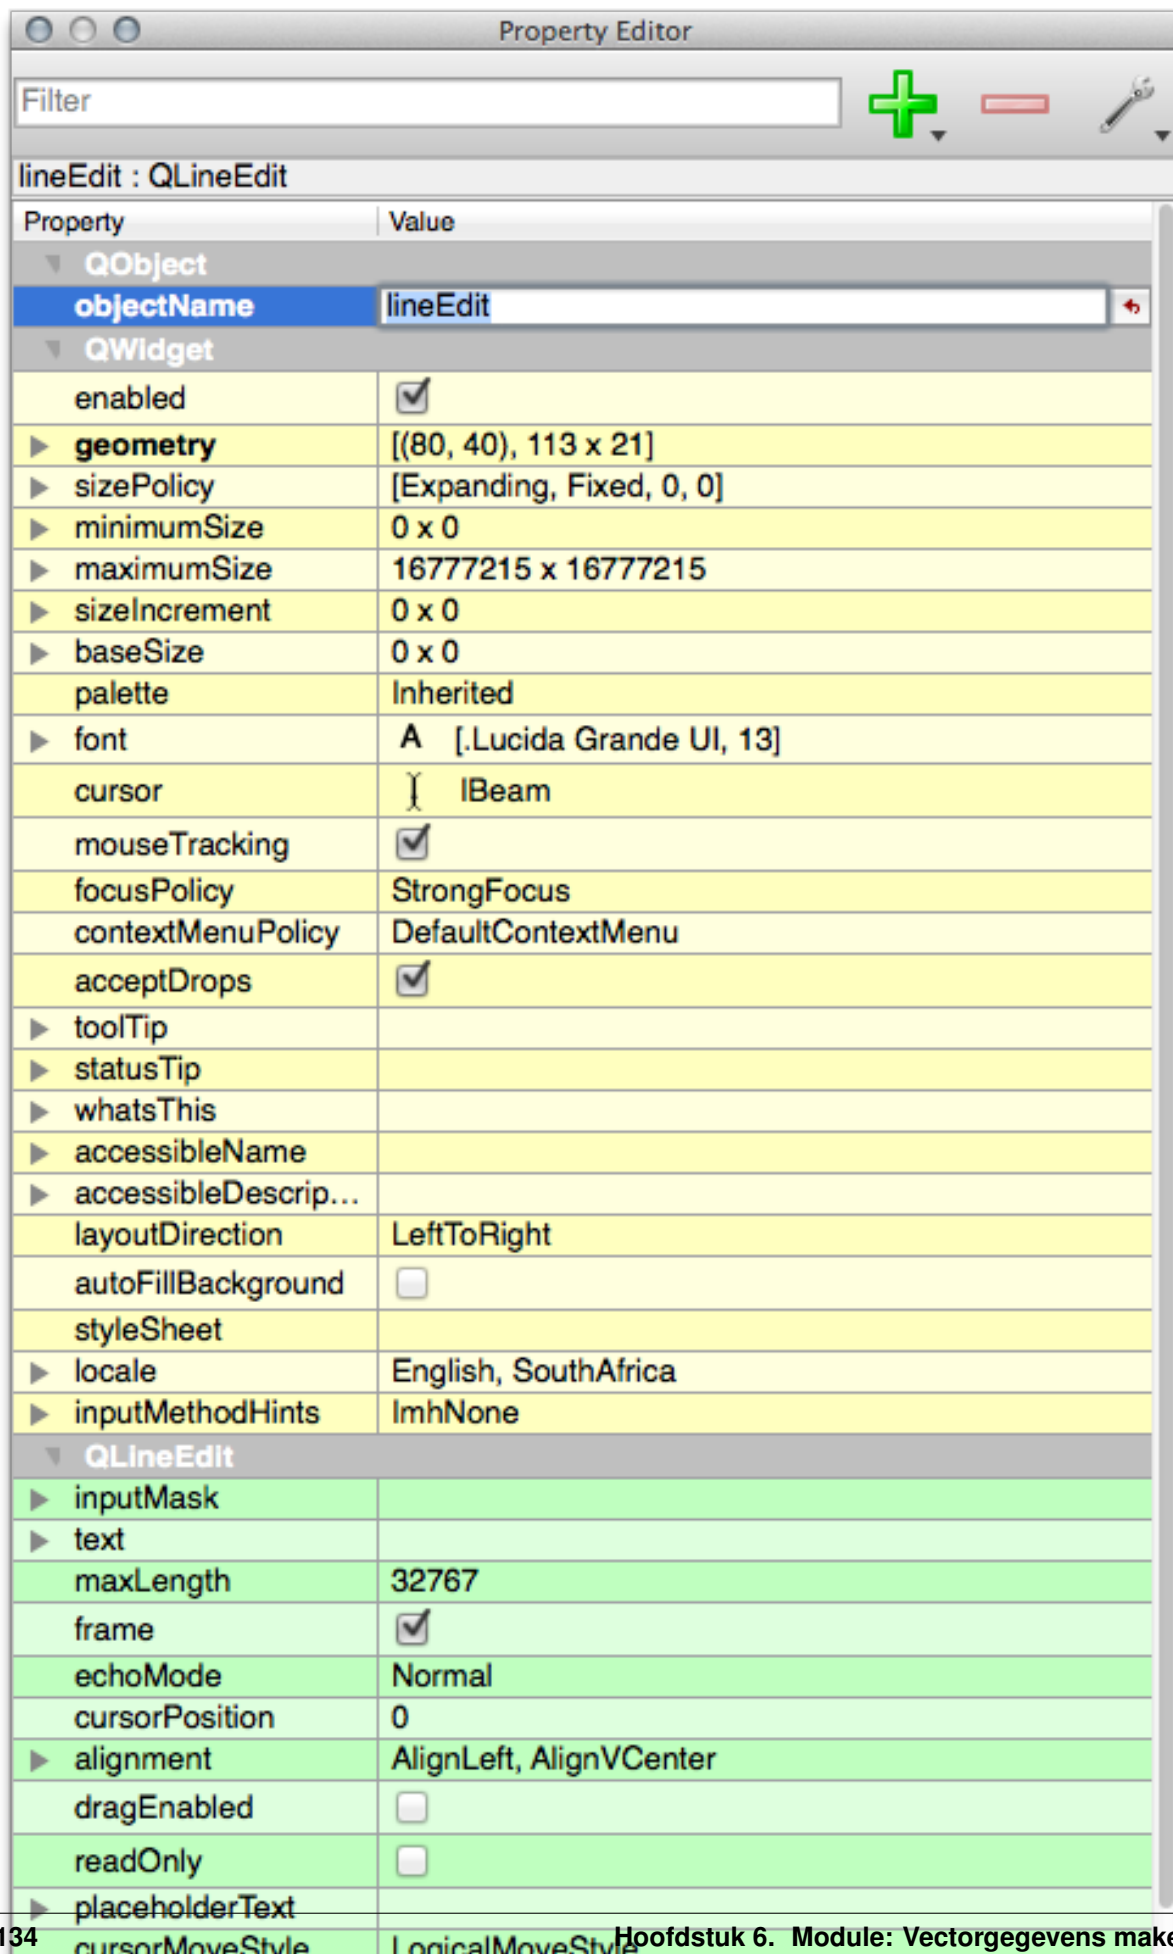 Property Editor
Filter
lineEdit : QLineEdit
Property Value
QObject
objectName lineEdit
QWidget
enabled
geometry [(80, 40), 113 x 21]
sizePolicy [Expanding, Fixed, 0, 0]
minimumSize 0 x 0
maximumSize 16777215 x 16777215
sizeIncrement 0 x 0
baseSize 0 x 0
palette Inherited
font A [.Lucida Grande UI, 13]
cursor IBeam
mouseTracking
focusPolicy StrongFocus
contextMenuPolicy DefaultContextMenu
acceptDrops
toolTip
statusTip
whatsThis
accessibleName
accessibleDescrip...
layoutDirection LeftToRight
autoFillBackground
styleSheet
locale English, SouthAfrica
inputMethodHints ImhNone
QLineEdit
inputMask
text
maxLength 32767
frame
echoMode Normal
cursorPosition 0
alignment AlignLeft, AlignVCenter
dragEnabled
readOnly
placeholderText
134 Hoofdstuk 6. Module: Vectorgegevens mak
cursorMoveStyle LogicalMoveStyle